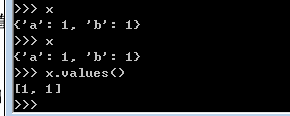 >>> x
{'a': 1, 'b': 1}
>>> x
{'a': 1, 'b': 1}
>>> x.values()
[1, 1]
>>>